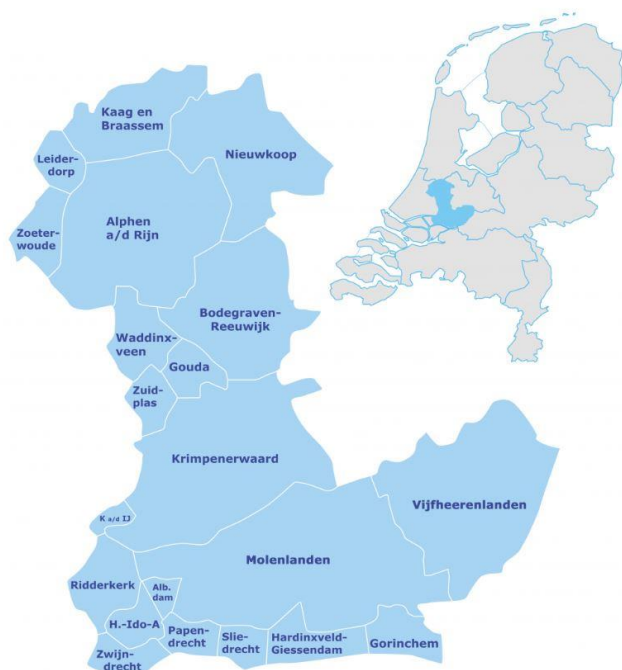 Kaag en
Braassem
Nieuwkoop
Leider-
dorp
Alphen
a/d Rijn
Zoeter-
woude
Bodegraven-
Reeuwijk
Waddinx-
veen
Gouda
Zuid-
plas
Krimpenerwaard
Vijfheerenlanden
K a/d IJ
Molenlanden
Ridderkerk
Alb.
dam
H.-Ido-A
Papen-
drecht
Slie-
drecht
Hardinxveld-
Giessendam
Gorinchem
Zwijn-
drecht